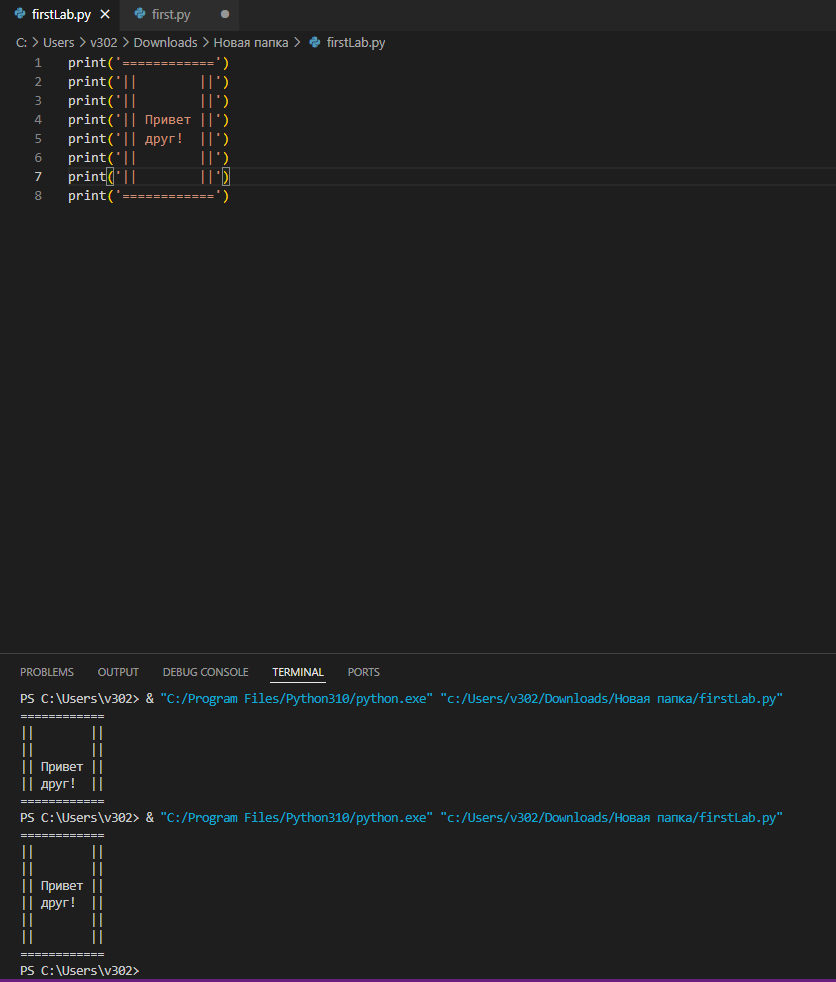 firstLab.py first.py
C: > Users > v302 > Downloads > Новая папка > firstLab.py
1 print('============')
2 print('||        ||')
3 print('||        ||')
4 print('|| Привет ||')
5 print('|| друг!  ||')
6 print('||        ||')
7 print('||        ||')
8 print('============')
PROBLEMS OUTPUT DEBUG CONSOLE TERMINAL PORTS
PS C:\Users\v302> & "C:/Program Files/Python310/python.exe" "c:/Users/v302/Downloads/Новая папка/firstLab.py"
============
||        ||
||        ||
|| Привет ||
|| друг!  ||
============
PS C:\Users\v302> & "C:/Program Files/Python310/python.exe" "c:/Users/v302/Downloads/Новая папка/firstLab.py"
============
||        ||
||        ||
|| Привет ||
|| друг!  ||
||        ||
||        ||
============
PS C:\Users\v302>